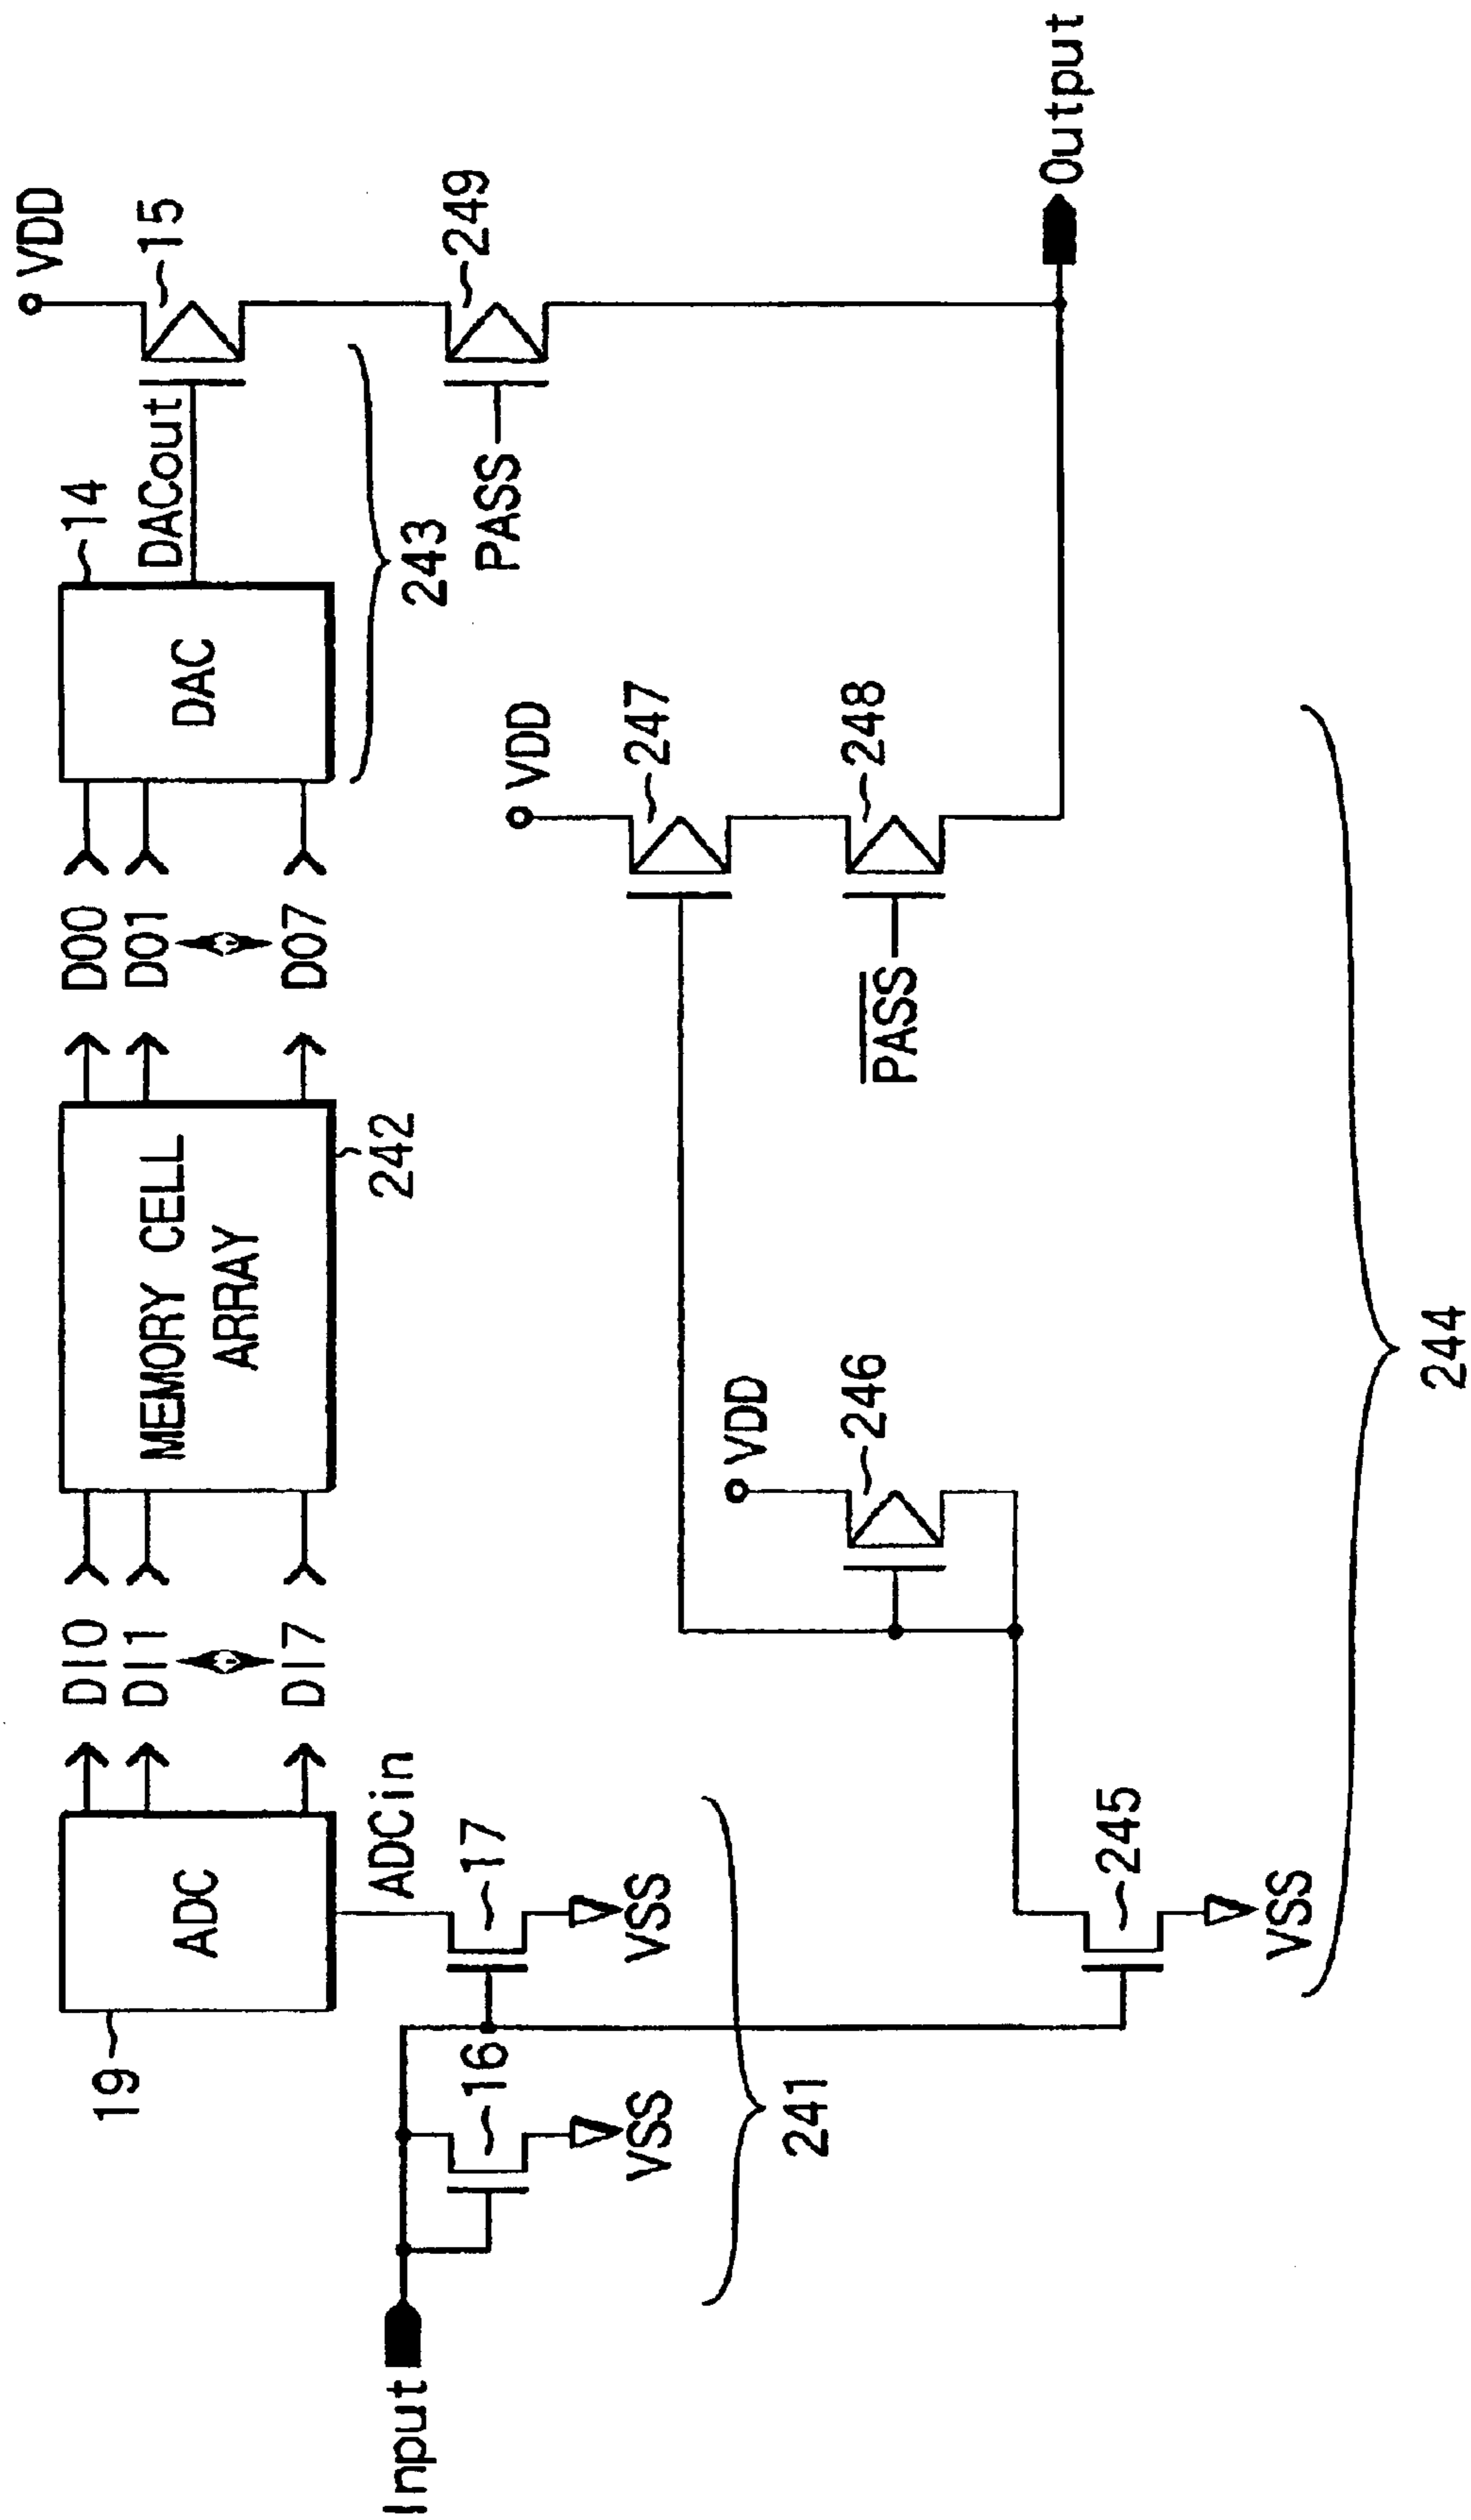 VDD
15
14
DACout
DAC
243
249
PASS
DO0
DO1
DO7
MEMORY CELL
ARRAY
242
DI0
DI1
DI7
ADC
19
ADCin
17
VSS
16
VSS
241
Input
VDD
247
248
PASS
VDD
246
245
VSS
244
Output